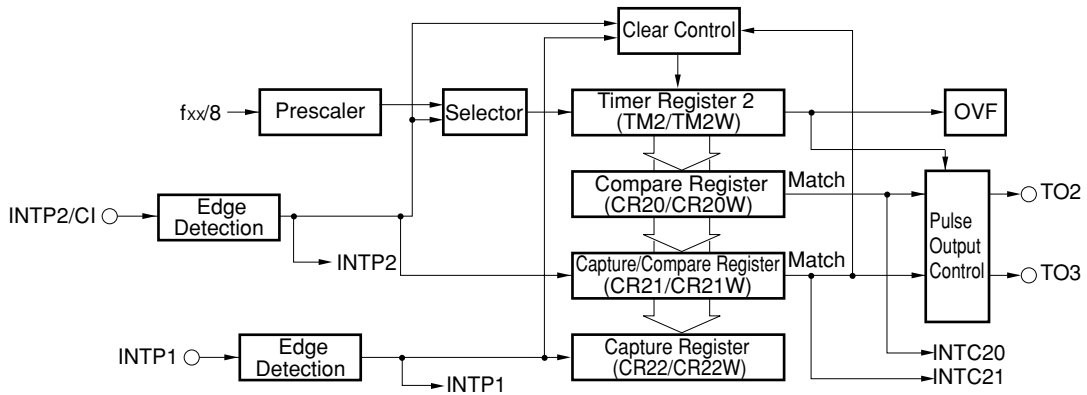 Clear Control
fxx/8
Prescaler
Selector
Timer Register 2
(TM2/TM2W)
OVF
INTP2/CI
Edge
Detection
INTP2
Compare Register
(CR20/CR20W)
Match
Pulse
Output
Control
TO2
Capture/Compare Register
(CR21/CR21W)
Match
TO3
INTP1
Edge
Detection
INTP1
Capture Register
(CR22/CR22W)
INTC20
INTC21